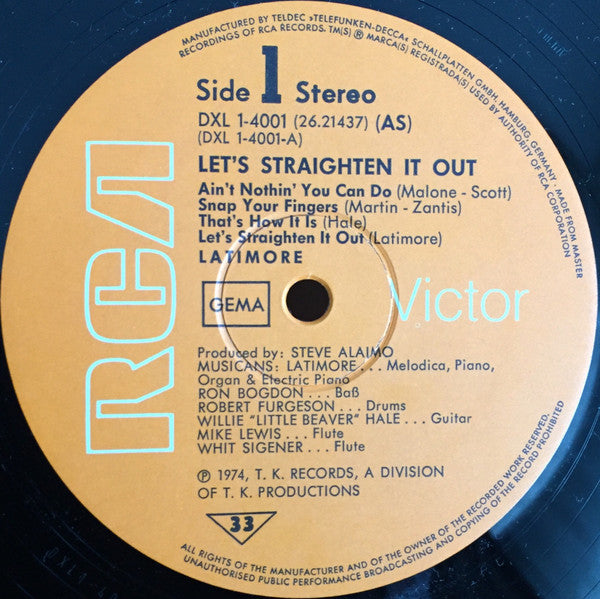 MANUFACTURED BY TELDEC »TELEFUNKEN-DECCA« SCHALLPLATTEN GMBH, HAMBURG, GERMANY . MADE FROM MASTER
RECORDINGS OF RCA RECORDS. TM(S) ® MARCA(S) REGISTRADA(S) USED BY AUTHORITY OF RCA CORPORATION
Side 1 Stereo
DXL 1-4001 (26.21437) (AS)
(DXL 1-4001-A)
LET'S STRAIGHTEN IT OUT
Ain't Nothin' You Can Do (Malone - Scott)
Snap Your Fingers (Martin - Zantis)
That's How It Is (Hale)
Let's Straighten It Out (Latimore)
LATIMORE
RCA
GEMA
Victor
Produced by: STEVE ALAIMO
MUSICANS: LATIMORE . . . Melodica, Piano,
Organ & Electric Piano
RON BOGDON . . . Baß
ROBERT FURGESON . . . Drums
WILLIE "LITTLE BEAVER" HALE . . . Guitar
MIKE LEWIS . . . Flute
WHIT SIGENER . . . Flute
℗ 1974, T. K. RECORDS, A DIVISION
OF T. K. PRODUCTIONS
33
ALL RIGHTS OF THE MANUFACTURER AND OF THE OWNER OF THE RECORDED WORK RESERVED.
UNAUTHORISED PUBLIC PERFORMANCE BROADCASTING AND COPYING OF THE RECORD PROHIBITED